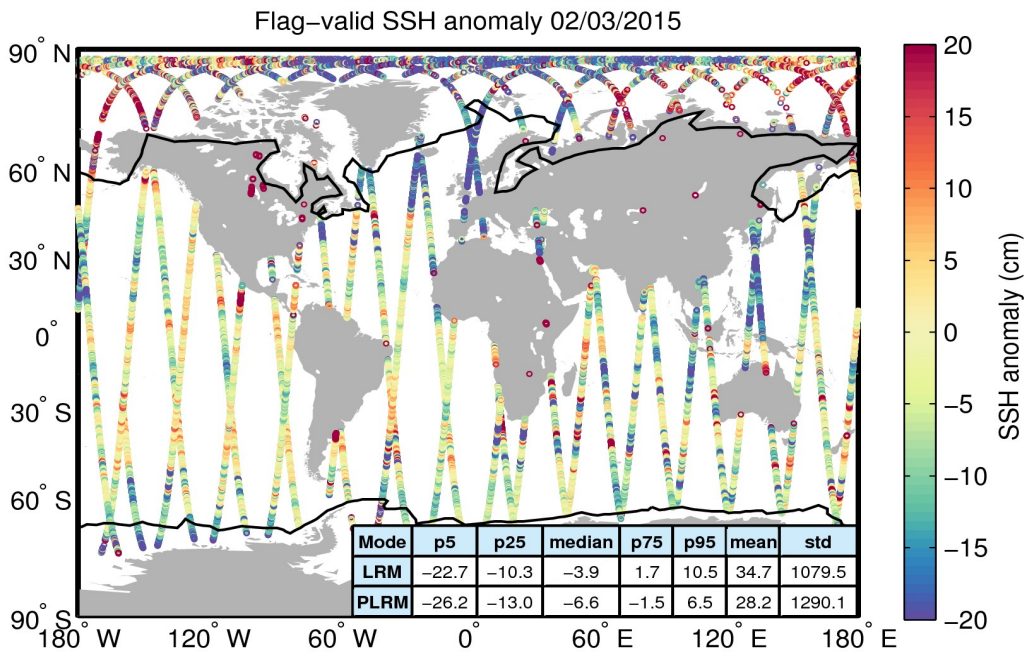 Flag−valid SSH anomaly 02/03/2015
90° N
60° N
30° N
0°
30° S
60° S
90° S
180° W
120° W
60° W
0°
60° E
120° E
180° E
Mode p5 p25 median p75 p95 mean std
LRM −22.7 −10.3 −3.9 1.7 10.5 34.7 1079.5
PLRM −26.2 −13.0 −6.6 −1.5 6.5 28.2 1290.1
20
15
10
5
0
−5
−10
−15
−20
SSH anomaly (cm)